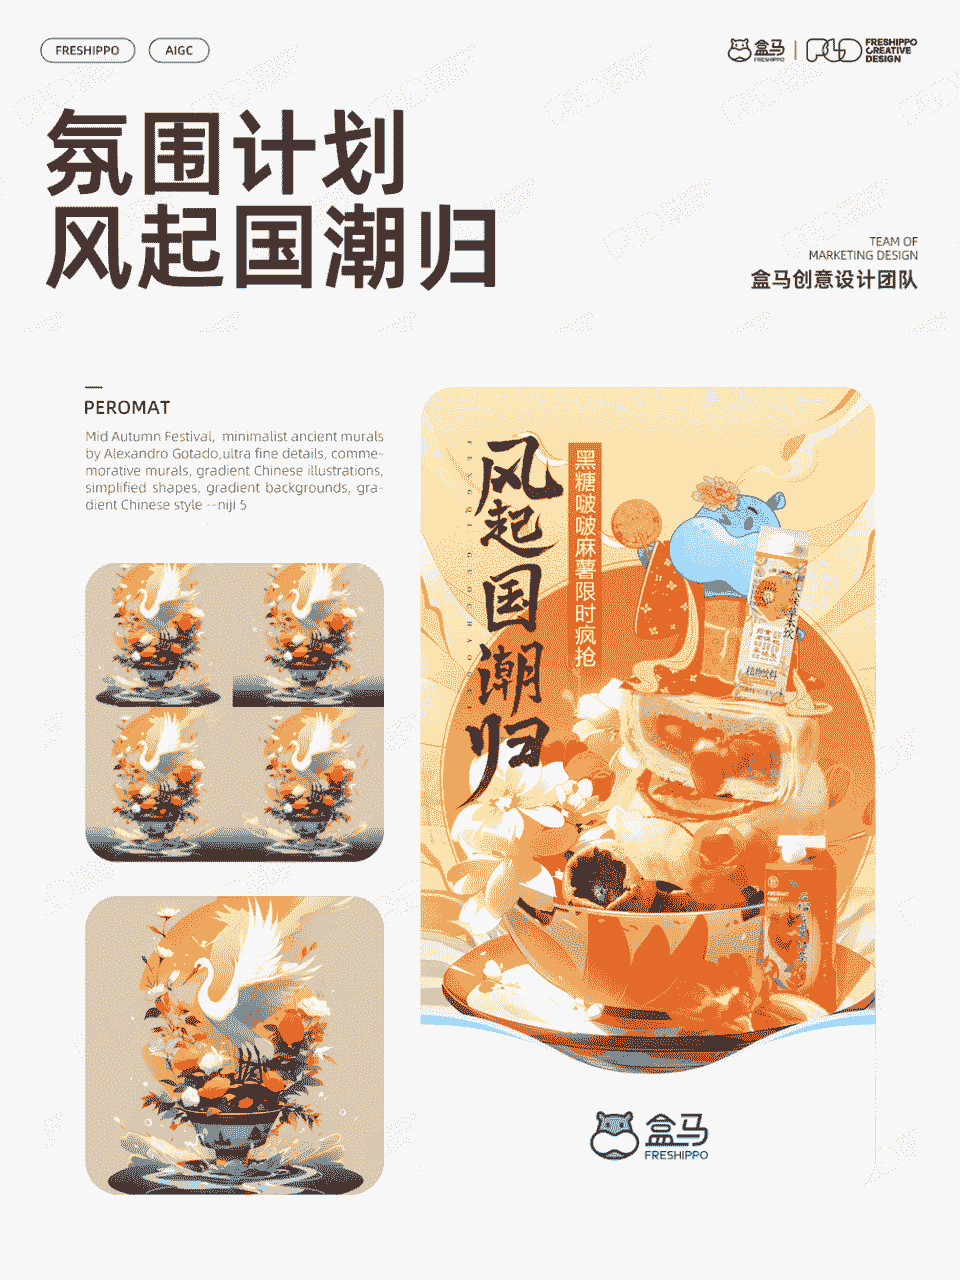 FRESHIPPO
AIGC
盒马
FRESHIPPO
FRESHIPPO
CREATIVE
DESIGN
氛围计划
风起国潮归
TEAM OF
MARKETING DESIGN
盒马创意设计团队
PEROMAT
Mid Autumn Festival, minimalist ancient murals
by Alexandro Gotado,ultra fine details, comme-
morative murals, gradient Chinese illustrations,
simplified shapes, gradient backgrounds, gra-
dient Chinese style --niji 5
风起国潮归
黑糖啵啵麻薯限时疯抢
植物饮料
盒马
FRESHIPPO